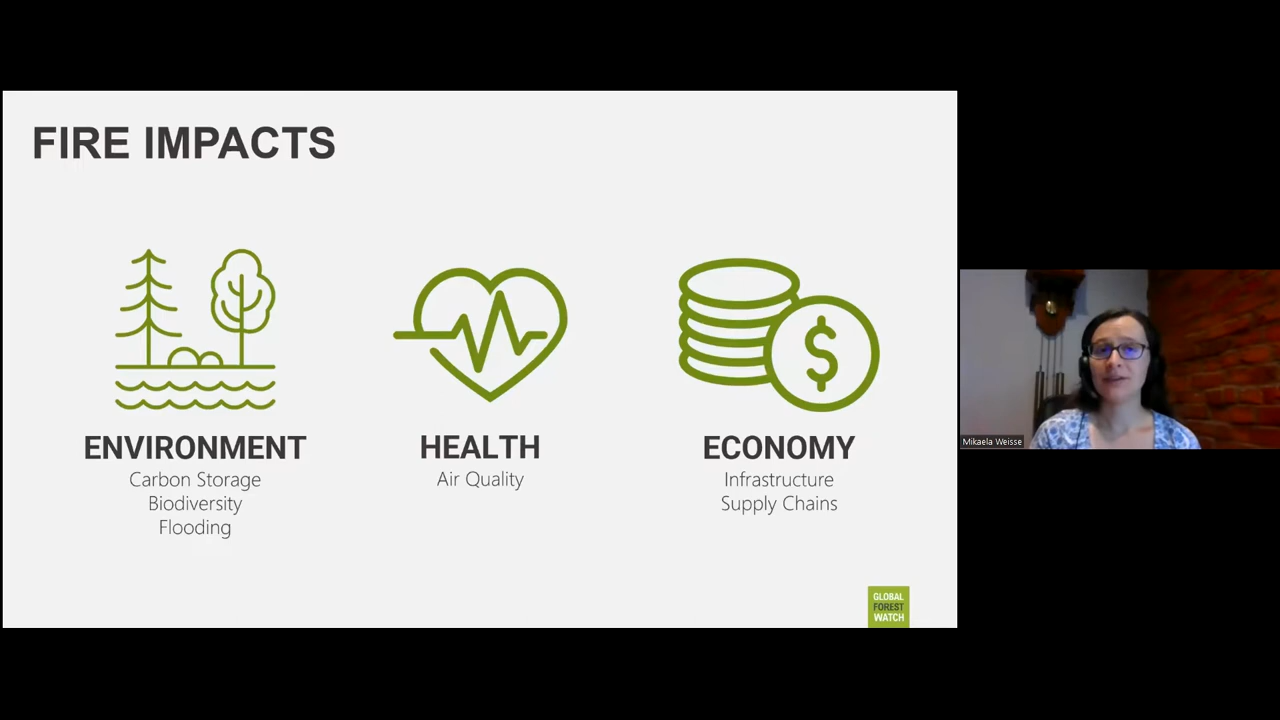 FIRE IMPACTS
ENVIRONMENT
Carbon Storage
Biodiversity
Flooding
HEALTH
Air Quality
$
ECONOMY
Infrastructure
Supply Chains
GLOBAL
FOREST
WATCH
Mikaela Weisse